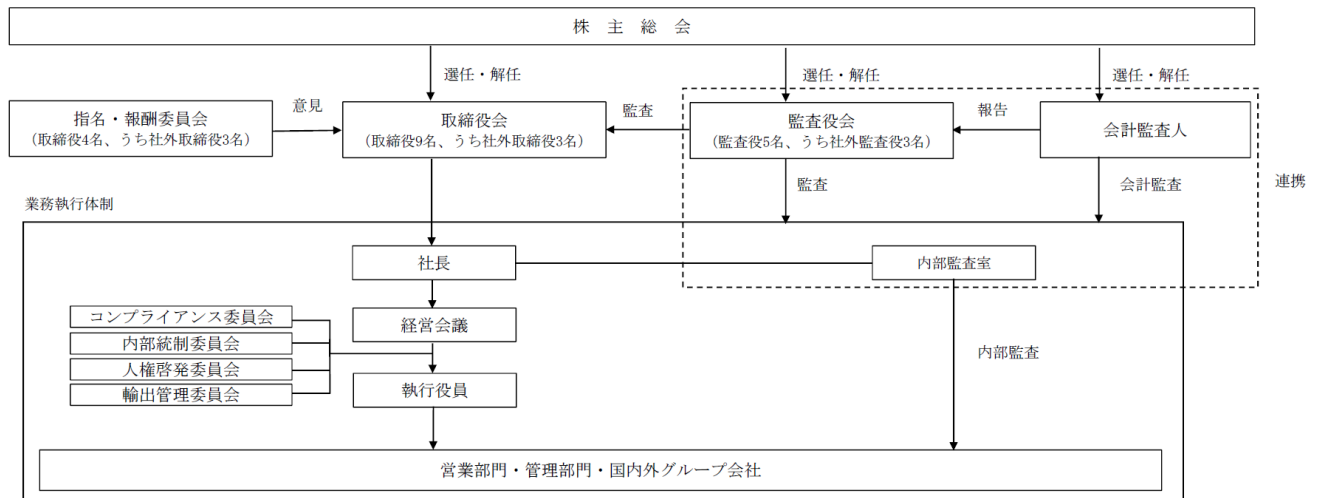 株 主 総 会
選任・解任
選任・解任
選任・解任
指名・報酬委員会
(取締役4名、うち社外取締役3名)
意見
取締役会
(取締役9名、うち社外取締役3名)
監査
監査役会
(監査役5名、うち社外監査役3名)
報告
会計監査人
監査
会計監査
連携
業務執行体制
社長
内部監査室
コンプライアンス委員会
内部統制委員会
人権啓発委員会
輸出管理委員会
経営会議
内部監査
執行役員
営業部門・管理部門・国内外グループ会社